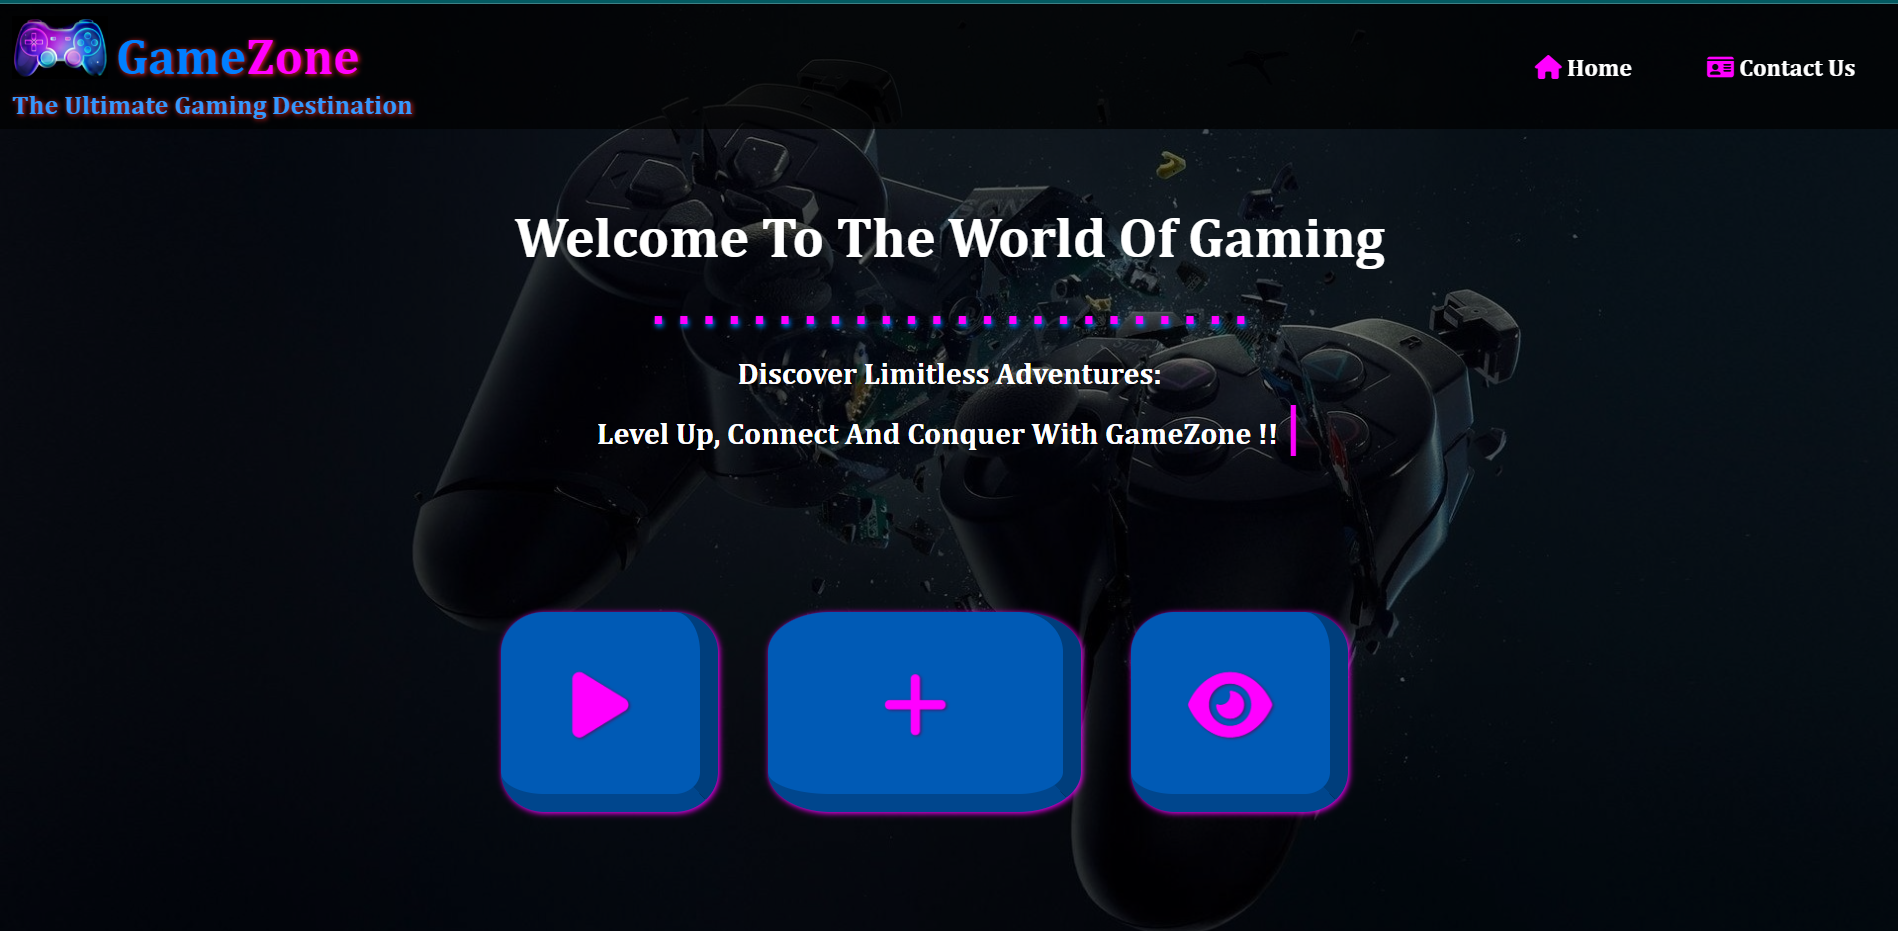 GameZone
The Ultimate Gaming Destination
Home
Contact Us
Welcome To The World Of Gaming
Discover Limitless Adventures:
Level Up, Connect And Conquer With GameZone !!
R